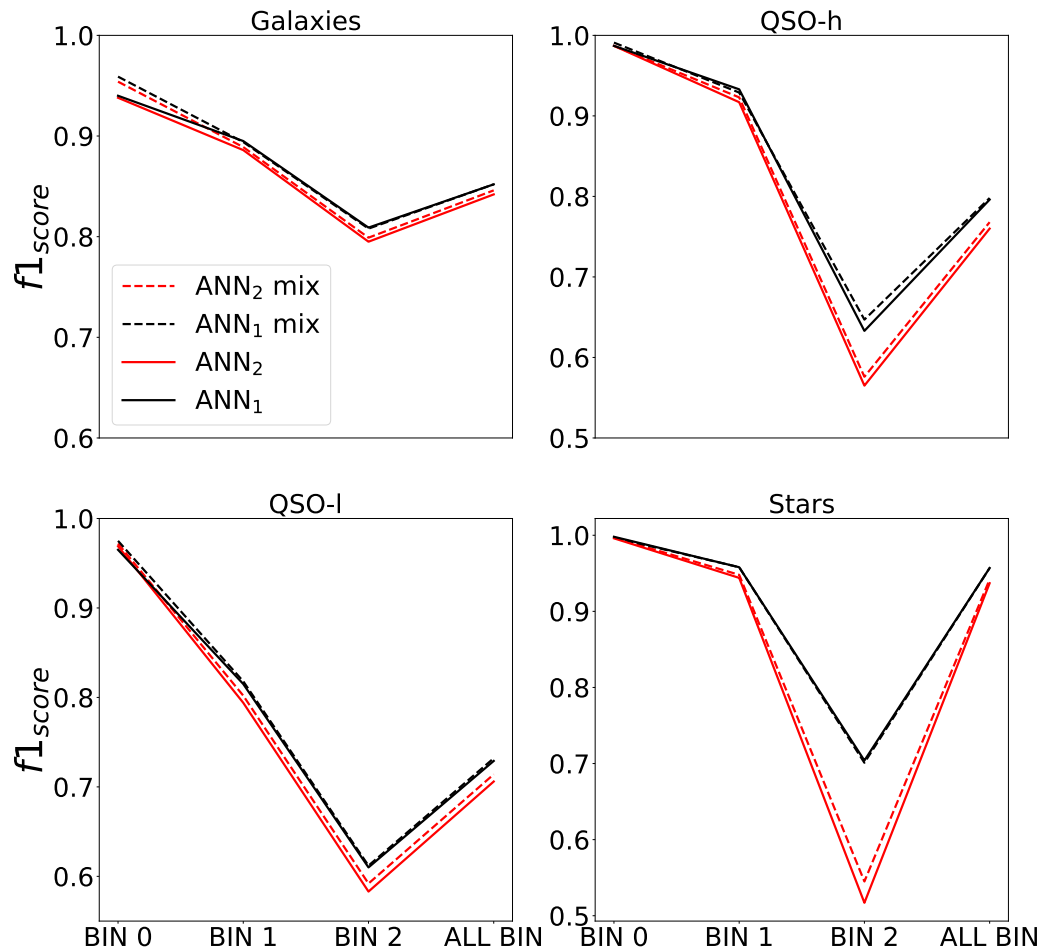 Galaxies
1.0
0.9
0.8
0.7
0.6
f1score
ANN2 mix
ANN1 mix
ANN2
ANN1
QSO-h
1.0
0.9
0.8
0.7
0.6
0.5
QSO-l
1.0
0.9
0.8
0.7
0.6
f1score
BIN 0 BIN 1 BIN 2 ALL BIN
Stars
1.0
0.9
0.8
0.7
0.6
0.5
BIN 0 BIN 1 BIN 2 ALL BIN